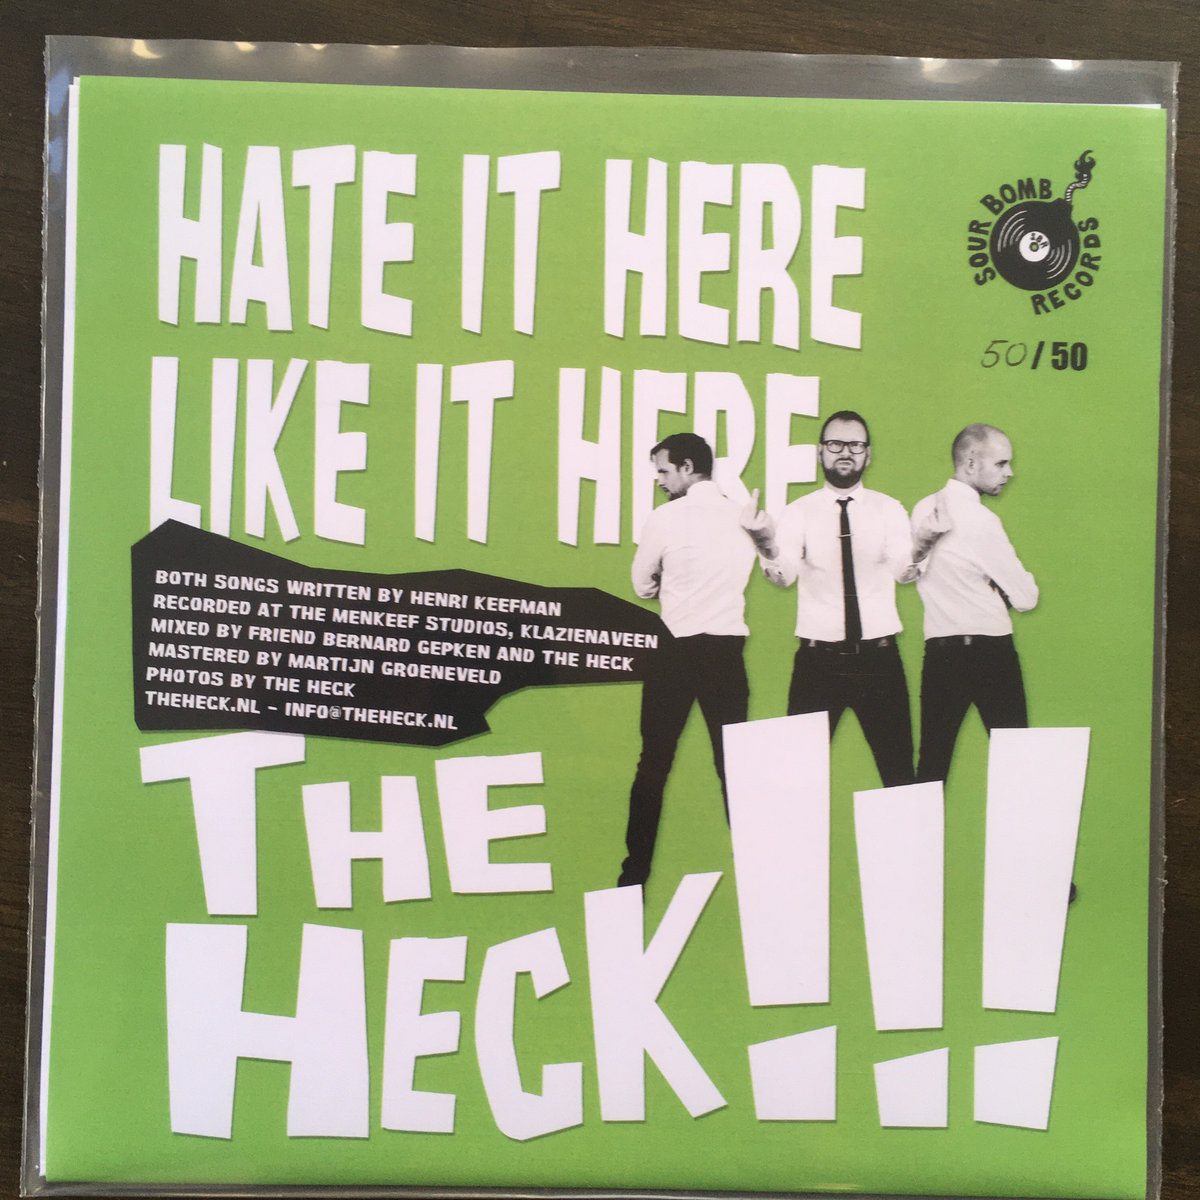 HATE IT HERE
LIKE IT HERE
SOUR BOMB
SBR
RECORDS
50/50
BOTH SONGS WRITTEN BY HENRI KEEFMAN
RECORDED AT THE MENKEEF STUDIOS, KLAZIENAVEEN
MIXED BY FRIEND BERNARD GEPKEN AND THE HECK
MASTERED BY MARTIJN GROENEVELD
PHOTOS BY THE HECK
THEHECK.NL - INFO@THEHECK.NL
THE
HECK!!!